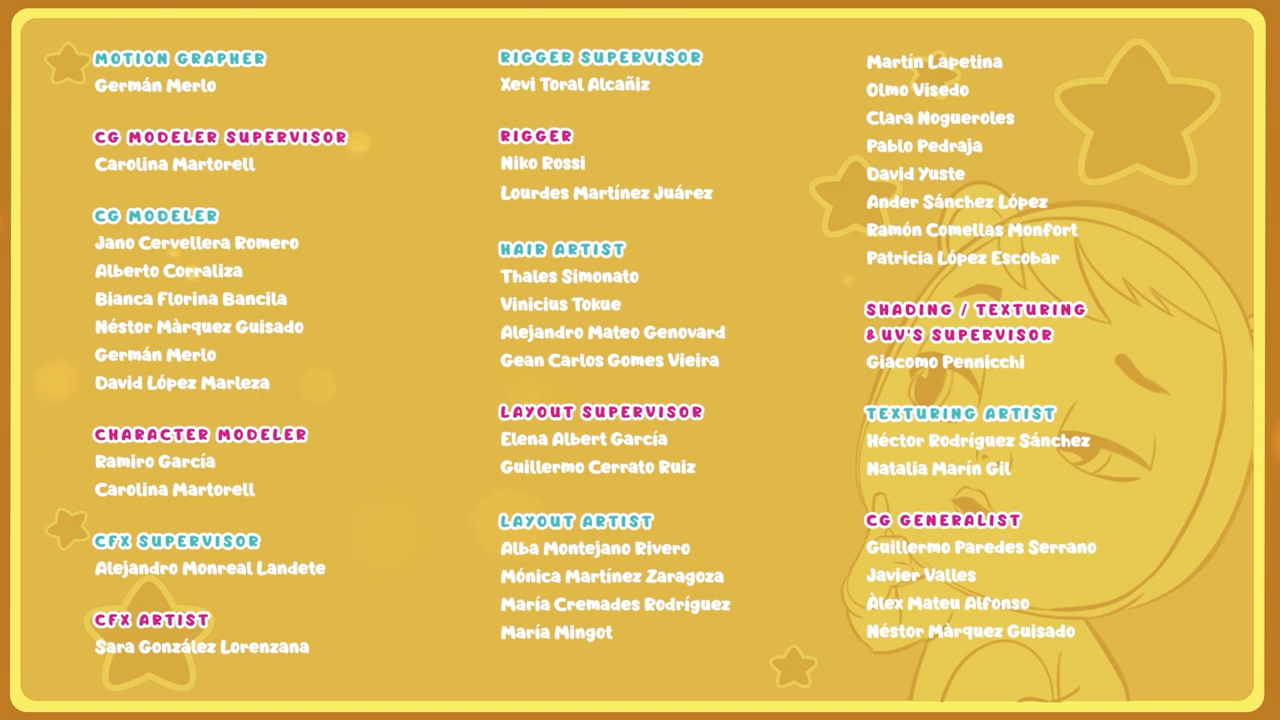 MOTION GRAPHER
Germán Merlo
CG MODELER SUPERVISOR
Carolina Martorell
CG MODELER
Jano Cervellera Romero
Alberto Corraliza
Bianca Florina Bancila
Néstor Màrquez Guisado
Germán Merlo
David López Marleza
CHARACTER MODELER
Ramiro García
Carolina Martorell
CFX SUPERVISOR
Alejandro Monreal Landete
CFX ARTIST
Sara González Lorenzana
RIGGER SUPERVISOR
Xevi Toral Alcañiz
RIGGER
Niko Rossi
Lourdes Martínez Juárez
HAIR ARTIST
Thales Simonato
Vinicius Tokue
Alejandro Mateo Genovard
Gean Carlos Gomes Vieira
LAYOUT SUPERVISOR
Elena Albert García
Guillermo Cerrato Ruiz
LAYOUT ARTIST
Alba Montejano Rivero
Mónica Martínez Zaragoza
María Cremades Rodríguez
María Mingot
Martín Lapetina
Olmo Visedo
Clara Nogueroles
Pablo Pedraja
David Yuste
Ander Sánchez López
Ramón Comellas Monfort
Patricia López Escobar
SHADING / TEXTURING
& UV'S SUPERVISOR
Giacomo Pennicchi
TEXTURING ARTIST
Héctor Rodríguez Sánchez
Natalia Marín Gil
CG GENERALIST
Guillermo Paredes Serrano
Javier Valles
Àlex Mateu Alfonso
Néstor Màrquez Guisado